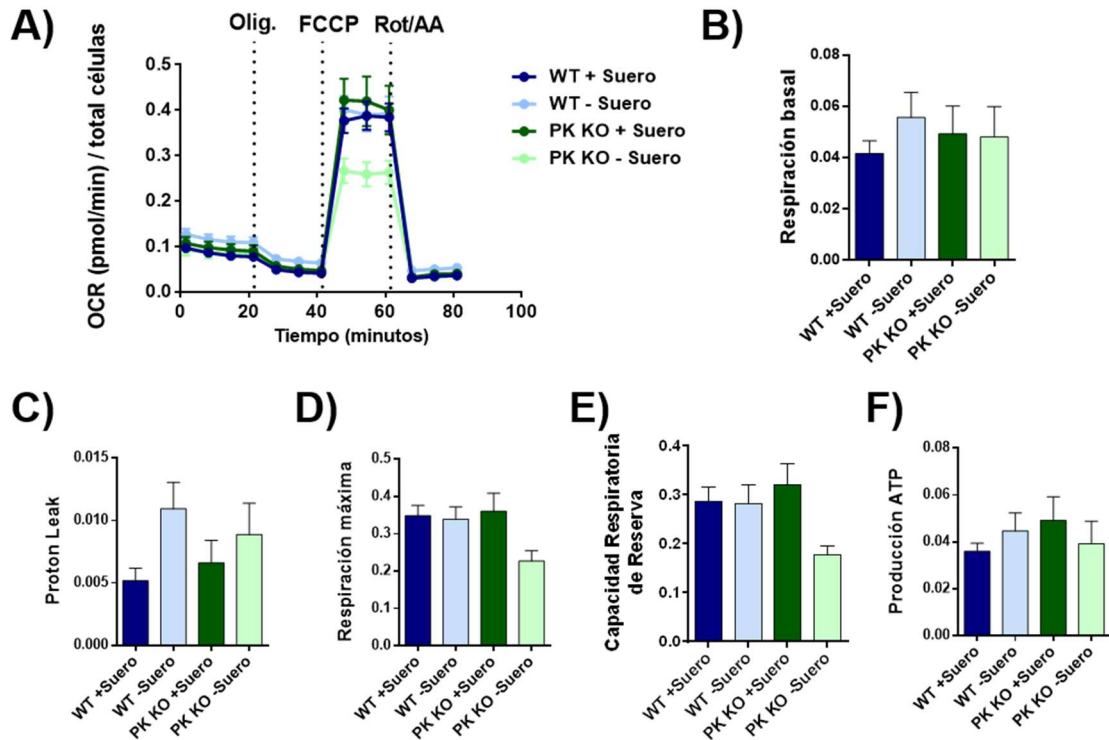 A)
Olig.
FCCP
Rot/AA
OCR (pmol/min) / total células
0.5
0.4
0.3
0.2
0.1
0.0
0
20
40
60
80
100
Tiempo (minutos)
WT + Suero
WT - Suero
PK KO + Suero
PK KO - Suero
B)
Respiración basal
0.08
0.06
0.04
0.02
0.00
WT +Suero
WT -Suero
PK KO +Suero
PK KO -Suero
C)
Proton Leak
0.015
0.010
0.005
0.000
WT +Suero
WT -Suero
PK KO +Suero
PK KO -Suero
D)
Respiración máxima
0.5
0.4
0.3
0.2
0.1
0.0
WT +Suero
WT -Suero
PK KO +Suero
PK KO -Suero
E)
Capacidad Respiratoria
de Reserva
0.4
0.3
0.2
0.1
0.0
WT +Suero
WT -Suero
PK KO +Suero
PK KO -Suero
F)
Producción ATP
0.08
0.06
0.04
0.02
0.00
WT +Suero
WT -Suero
PK KO +Suero
PK KO -Suero